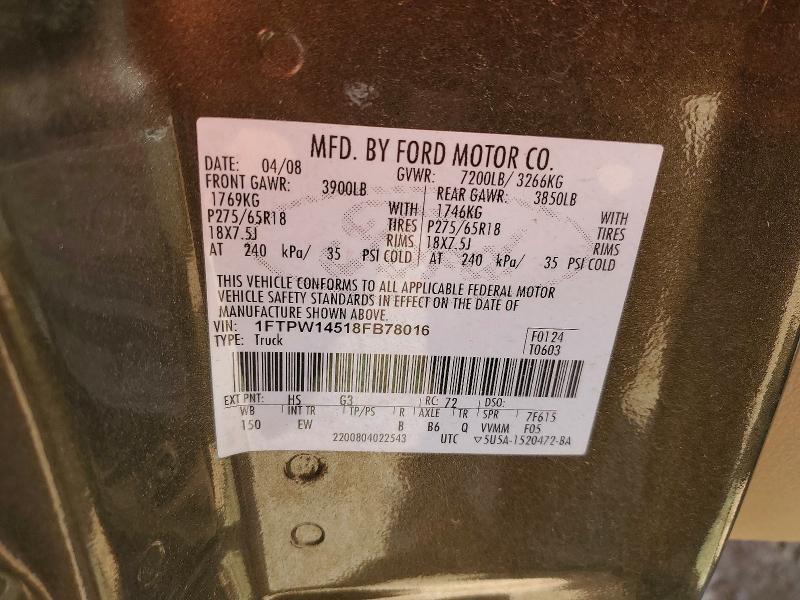 MFD. BY FORD MOTOR CO.
DATE: 04/08 GVWR: 7200LB/ 3266KG
FRONT GAWR: 3900LB REAR GAWR: 3850LB
1769KG WITH 1746KG WITH
P275/65R18 TIRES P275/65R18 TIRES
18X7.5J RIMS 18X7.5J RIMS
AT 240 kPa/ 35 PSI COLD AT 240 kPa/ 35 PSI COLD
THIS VEHICLE CONFORMS TO ALL APPLICABLE FEDERAL MOTOR
VEHICLE SAFETY STANDARDS IN EFFECT ON THE DATE OF
MANUFACTURE SHOWN ABOVE.
VIN: 1FTPW14518FB78016 F0124
TYPE: Truck T0603
EXT PNT: HS G3 RC: 72 DSO:
WB INT TR TP/PS R AXLE TR SPR 7F615
150 EW B B6 Q VVMM F05
2200804022543 UTC ▽5U5A-1520472-BA